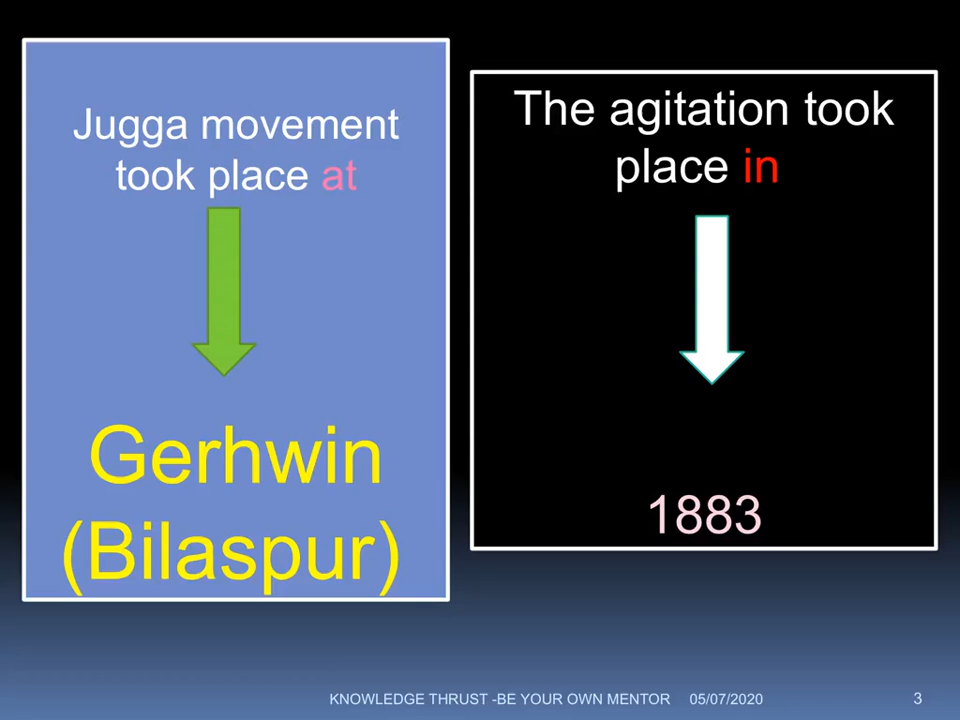 Jugga movement
took place at
Gerhwin
(Bilaspur)
The agitation took
place in
1883
KNOWLEDGE THRUST -BE YOUR OWN MENTOR 05/07/2020 3